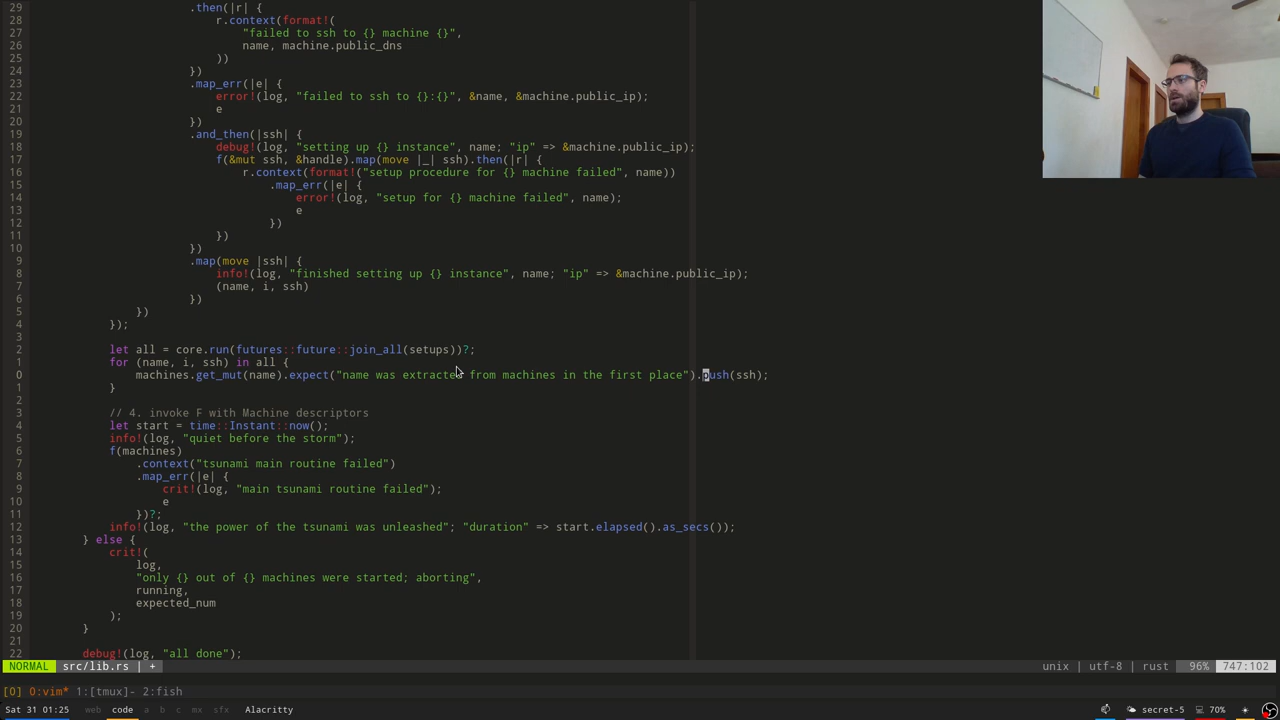 29                         .then(|r| {
28                             r.context(format!(
27                                 "failed to ssh to {} machine {}",
26                                 name, machine.public_dns
25                             ))
24                         })
23                         .map_err(|e| {
22                             error!(log, "failed to ssh to {}:{}", &name, &machine.public_ip);
21                             e
20                         })
19                         .and_then(|ssh| {
18                             debug!(log, "setting up {} instance", name; "ip" => &machine.public_ip);
17                             f(&mut ssh, &handle).map(move |_| ssh).then(|r| {
16                                 r.context(format!("setup procedure for {} machine failed", name))
15                                     .map_err(|e| {
14                                         error!(log, "setup for {} machine failed", name);
13                                         e
12                                     })
11                             })
10                         })
9                         .map(move |ssh| {
8                             info!(log, "finished setting up {} instance", name; "ip" => &machine.public_ip);
7                             (name, i, ssh)
6                         })
5                 })
4             });
3
2             let all = core.run(futures::future::join_all(setups))?;
1             for (name, i, ssh) in all {
0                 machines.get_mut(name).expect("name was extracted from machines in the first place").push(ssh);
1             }
2
3             // 4. invoke F with Machine descriptors
4             let start = time::Instant::now();
5             info!(log, "quiet before the storm");
6             f(machines)
7                 .context("tsunami main routine failed")
8                 .map_err(|e| {
9                     crit!(log, "main tsunami routine failed");
10                     e
11                 })?;
12             info!(log, "the power of the tsunami was unleashed"; "duration" => start.elapsed().as_secs());
13         } else {
14             crit!(
15                 log,
16                 "only {} out of {} machines were started; aborting",
17                 running,
18                 expected_num
19             );
20         }
21
22         debug!(log, "all done");
NORMAL src/lib.rs | + unix | utf-8 | rust 96% 747:102
[0] 0:vim* 1:[tmux]- 2:fish
Sat 31 01:25 web code a b c mx sfx Alacritty secret-5 70%